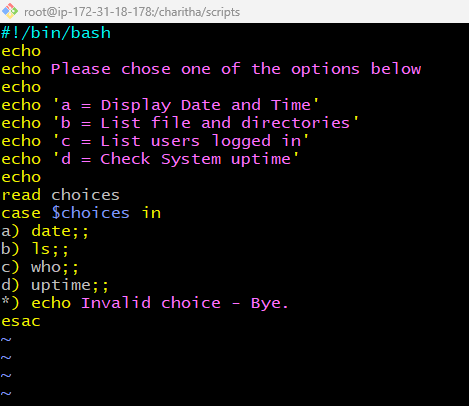 root@ip-172-31-18-178:/charitha/scripts
#!/bin/bash
echo
echo Please chose one of the options below
echo
echo 'a = Display Date and Time'
echo 'b = List file and directories'
echo 'c = List users logged in'
echo 'd = Check System uptime'
echo
read choices
case $choices in
a) date;;
b) ls;;
c) who;;
d) uptime;;
*) echo Invalid choice - Bye.
esac
~
~
~
~